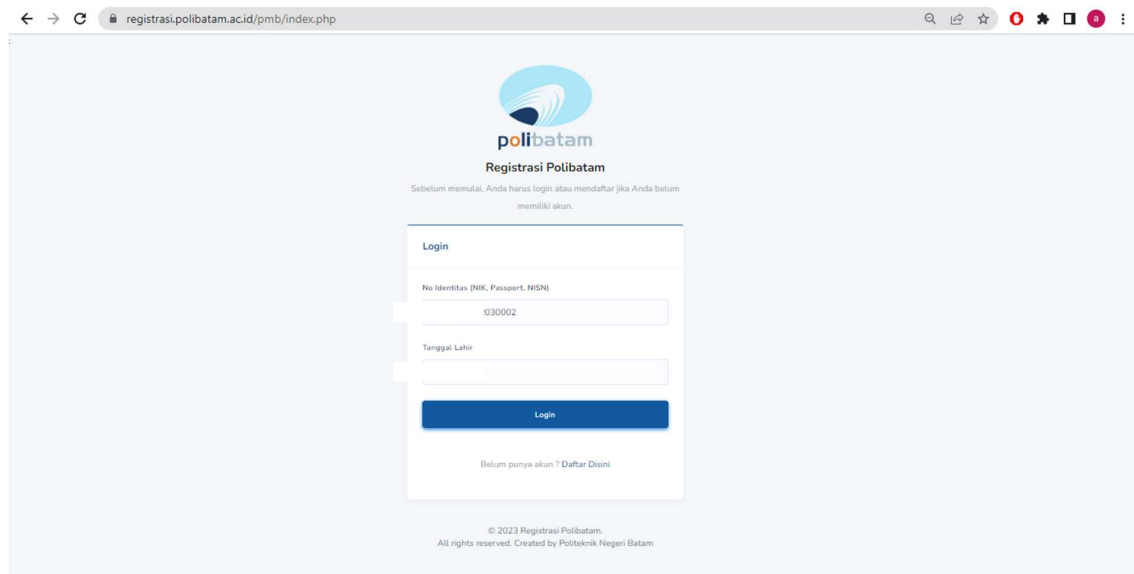 registrasi.polibatam.ac.id/pmb/index.php
a
polibatam
Registrasi Polibatam
Sebelum memulai, Anda harus login atau mendaftar jika Anda belum
memiliki akun.
Login
No Identitas (NIK, Passport, NISN)
030002
Tanggal Lahir
Login
Belum punya akun ? Daftar Disini
© 2023 Registrasi Polibatam.
All rights reserved. Created by Politeknik Negeri Batam